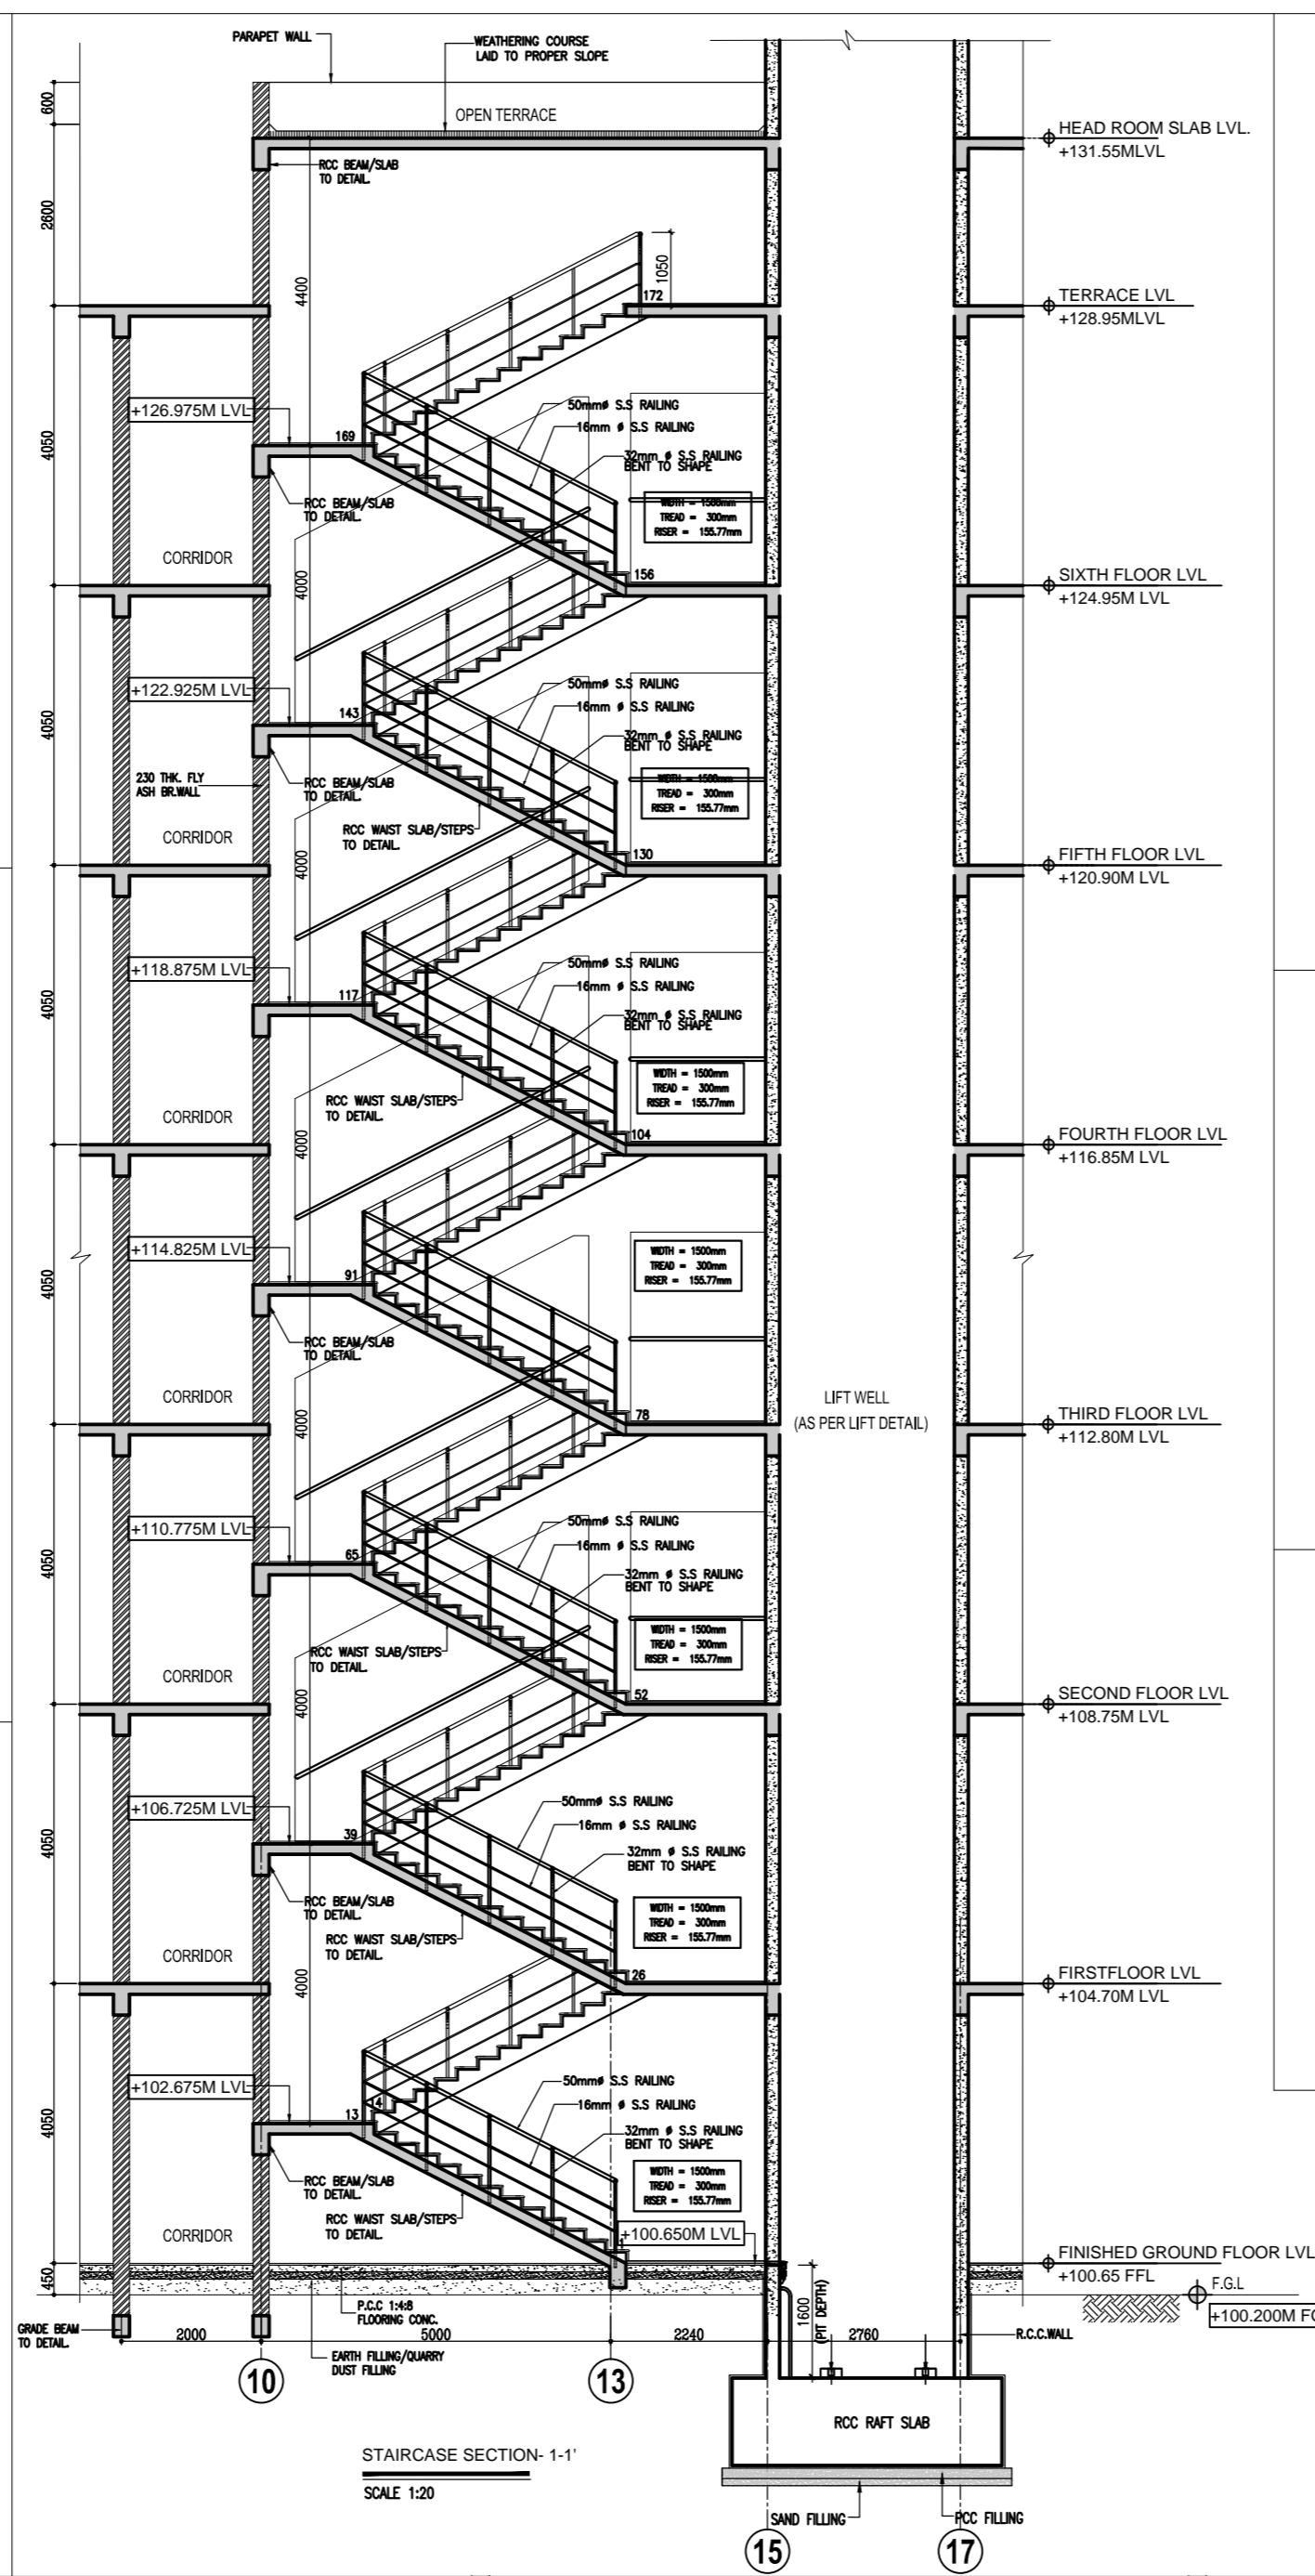 PARAPET WALL
WEATHERING COURSE
LAID TO PROPER SLOPE
600
OPEN TERRACE
HEAD ROOM SLAB LVL.
+131.55MLVL
RCC BEAM/SLAB
TO DETAIL.
2600
4400
1050
172
TERRACE LVL
+128.95MLVL
+126.975M LVL
169
50mmø S.S RAILING
16mm ø S.S RAILING
32mm ø S.S RAILING
BENT TO SHAPE
4050
RCC BEAM/SLAB
TO DETAIL.
WIDTH = 1500mm
TREAD = 300mm
RISER = 155.77mm
CORRIDOR
4000
156
SIXTH FLOOR LVL
+124.95M LVL
+122.925M LVL
143
50mmø S.S RAILING
16mm ø S.S RAILING
32mm ø S.S RAILING
BENT TO SHAPE
4050
230 THK. FLY
ASH BR.WALL
RCC BEAM/SLAB
TO DETAIL.
WIDTH = 1500mm
TREAD = 300mm
RISER = 155.77mm
RCC WAIST SLAB/STEPS
TO DETAIL.
CORRIDOR
4000
130
FIFTH FLOOR LVL
+120.90M LVL
+118.875M LVL
117
50mmø S.S RAILING
16mm ø S.S RAILING
32mm ø S.S RAILING
BENT TO SHAPE
4050
WIDTH = 1500mm
TREAD = 300mm
RISER = 155.77mm
RCC WAIST SLAB/STEPS
TO DETAIL.
CORRIDOR
4000
104
FOURTH FLOOR LVL
+116.85M LVL
+114.825M LVL
91
WIDTH = 1500mm
TREAD = 300mm
RISER = 155.77mm
4050
RCC BEAM/SLAB
TO DETAIL.
CORRIDOR
4000
78
LIFT WELL
(AS PER LIFT DETAIL)
THIRD FLOOR LVL
+112.80M LVL
+110.775M LVL
65
50mmø S.S RAILING
16mm ø S.S RAILING
32mm ø S.S RAILING
BENT TO SHAPE
4050
WIDTH = 1500mm
TREAD = 300mm
RISER = 155.77mm
RCC WAIST SLAB/STEPS
TO DETAIL.
CORRIDOR
4000
52
SECOND FLOOR LVL
+108.75M LVL
+106.725M LVL
39
50mmø S.S RAILING
16mm ø S.S RAILING
32mm ø S.S RAILING
BENT TO SHAPE
4050
RCC BEAM/SLAB
TO DETAIL.
WIDTH = 1500mm
TREAD = 300mm
RISER = 155.77mm
RCC WAIST SLAB/STEPS
TO DETAIL.
CORRIDOR
4000
26
FIRSTFLOOR LVL
+104.70M LVL
+102.675M LVL
13
14
50mmø S.S RAILING
16mm ø S.S RAILING
32mm ø S.S RAILING
BENT TO SHAPE
4050
RCC BEAM/SLAB
TO DETAIL.
WIDTH = 1500mm
TREAD = 300mm
RISER = 155.77mm
RCC WAIST SLAB/STEPS
TO DETAIL.
CORRIDOR
+100.650M LVL
1
FINISHED GROUND FLOOR LVL
+100.65 FFL
450
F.G.L
+100.200M FG
P.C.C 1:4:8
FLOORING CONC.
1600
(PIT DEPTH)
GRADE BEAM
TO DETAIL.
2000
5000
2240
2760
R.C.C.WALL
EARTH FILLING/QUARRY
DUST FILLING
10
13
RCC RAFT SLAB
STAIRCASE SECTION- 1-1'
SCALE 1:20
SAND FILLING
PCC FILLING
15
17